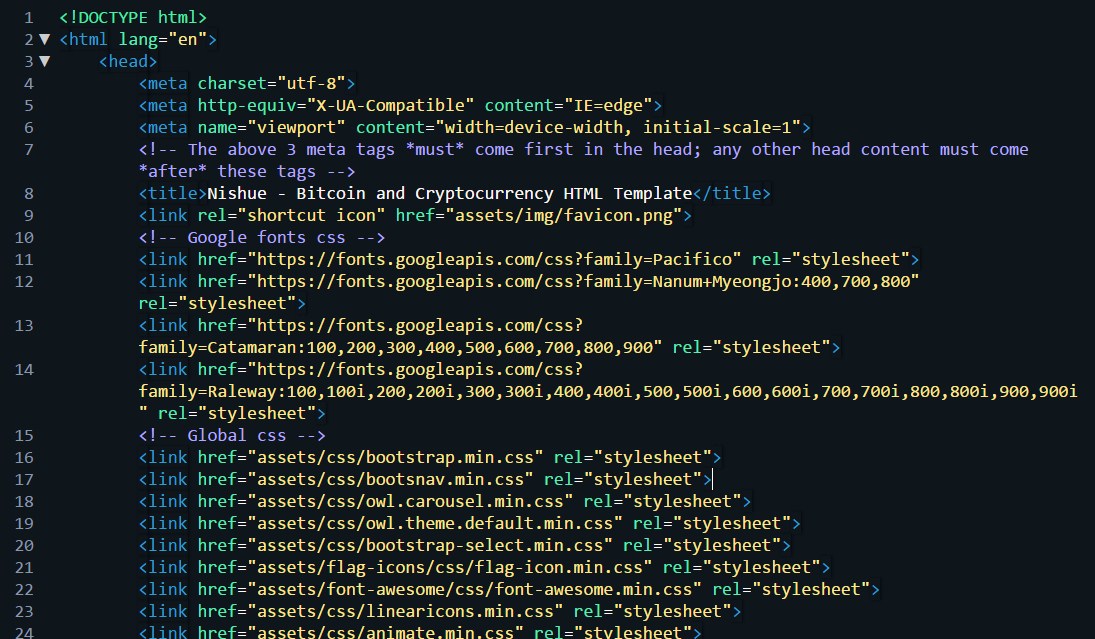 1 <!DOCTYPE html>
2 <html lang="en">
3 <head>
4 <meta charset="utf-8">
5 <meta http-equiv="X-UA-Compatible" content="IE=edge">
6 <meta name="viewport" content="width=device-width, initial-scale=1">
7 <!-- The above 3 meta tags *must* come first in the head; any other head content must come
*after* these tags -->
8 <title>Nishue - Bitcoin and Cryptocurrency HTML Template</title>
9 <link rel="shortcut icon" href="assets/img/favicon.png">
10 <!-- Google fonts css -->
11 <link href="https://fonts.googleapis.com/css?family=Pacifico" rel="stylesheet">
12 <link href="https://fonts.googleapis.com/css?family=Nanum+Myeongjo:400,700,800"
rel="stylesheet">
13 <link href="https://fonts.googleapis.com/css?
family=Catamaran:100,200,300,400,500,600,700,800,900" rel="stylesheet">
14 <link href="https://fonts.googleapis.com/css?
family=Raleway:100,100i,200,200i,300,300i,400,400i,500,500i,600,600i,700,700i,800,800i,900,900i
" rel="stylesheet">
15 <!-- Global css -->
16 <link href="assets/css/bootstrap.min.css" rel="stylesheet">
17 <link href="assets/css/bootsnav.min.css" rel="stylesheet">
18 <link href="assets/css/owl.carousel.min.css" rel="stylesheet">
19 <link href="assets/css/owl.theme.default.min.css" rel="stylesheet">
20 <link href="assets/css/bootstrap-select.min.css" rel="stylesheet">
21 <link href="assets/flag-icons/css/flag-icon.min.css" rel="stylesheet">
22 <link href="assets/font-awesome/css/font-awesome.min.css" rel="stylesheet">
23 <link href="assets/css/linearicons.min.css" rel="stylesheet">
24 <link href="assets/css/animate.min.css" rel="stylesheet">